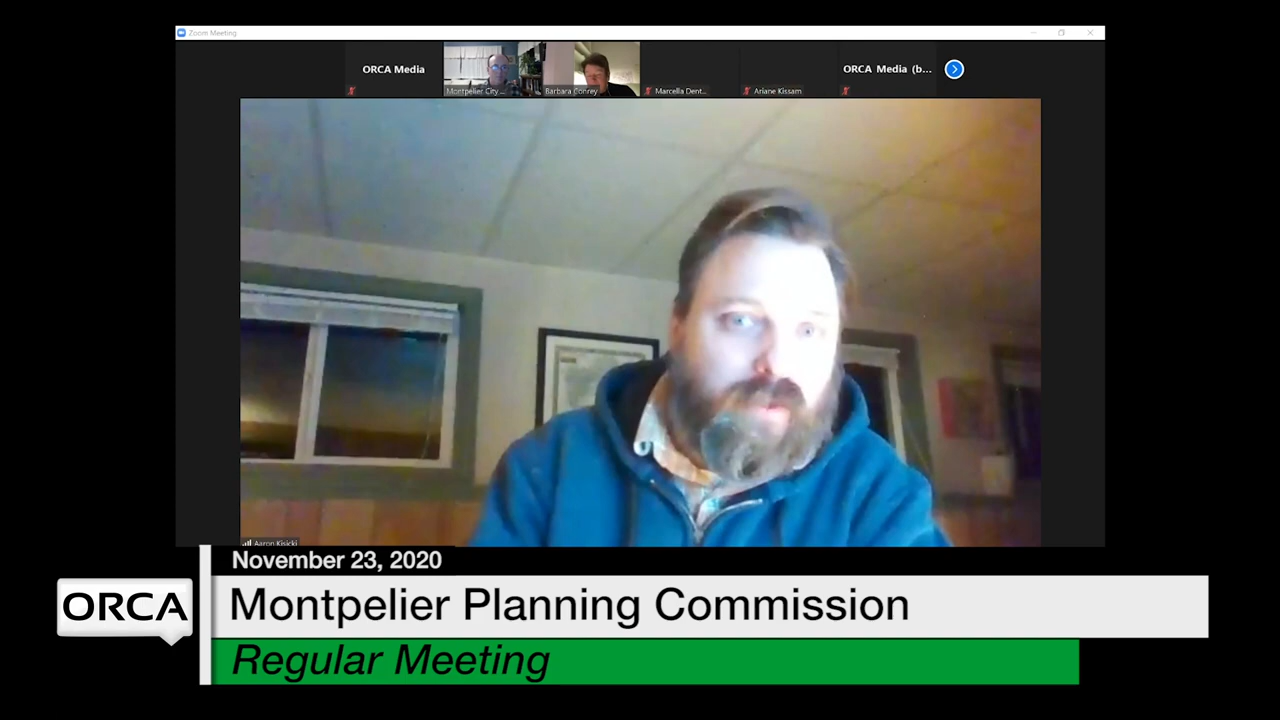 Zoom Meeting
ORCA Media
Montpelier City ...
Barbara Conrey
Marcella Dent...
Ariane Kissam
ORCA Media (b...
Aaron Kisicki
November 23, 2020
ORCA
Montpelier Planning Commission
Regular Meeting